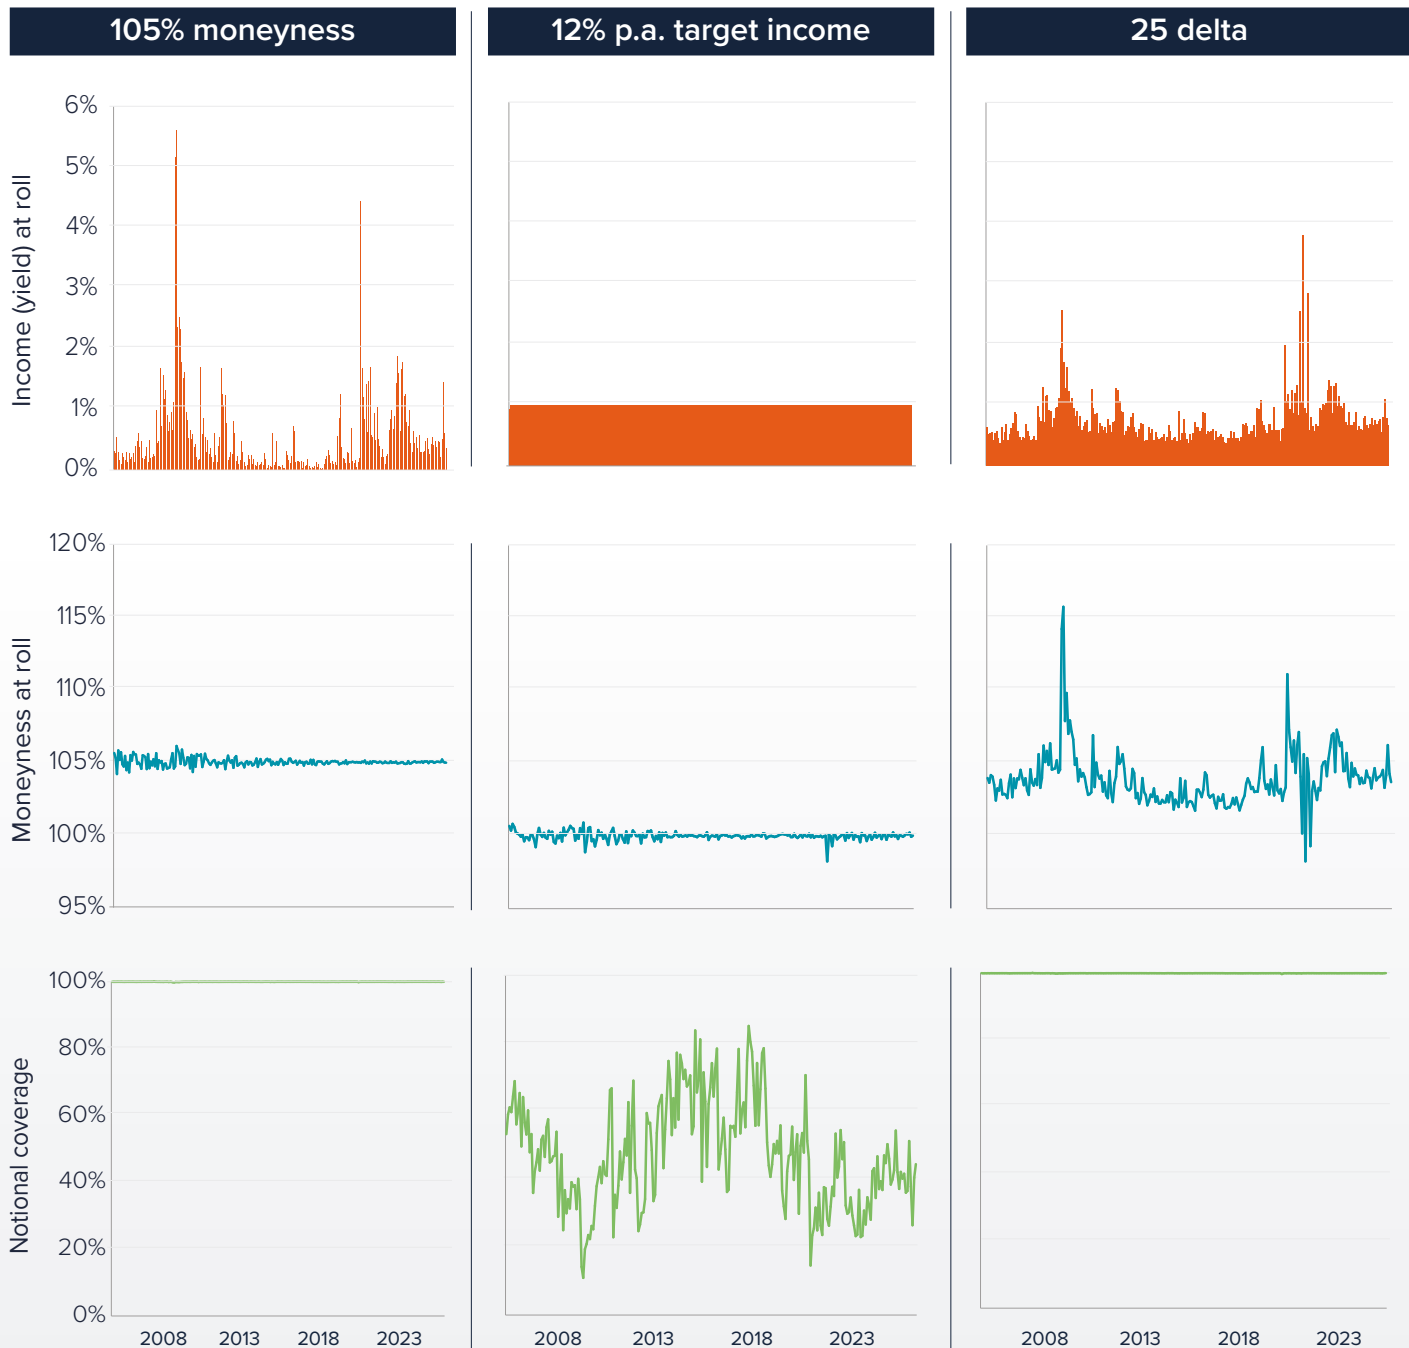 105% moneyness
12% p.a. target income
25 delta
Income (yield) at roll
6%
5%
4%
3%
2%
1%
0%
Moneyness at roll
120%
115%
110%
105%
100%
95%
Notional coverage
100%
80%
60%
40%
20%
0%
2008 2013 2018 2023
2008 2013 2018 2023
2008 2013 2018 2023